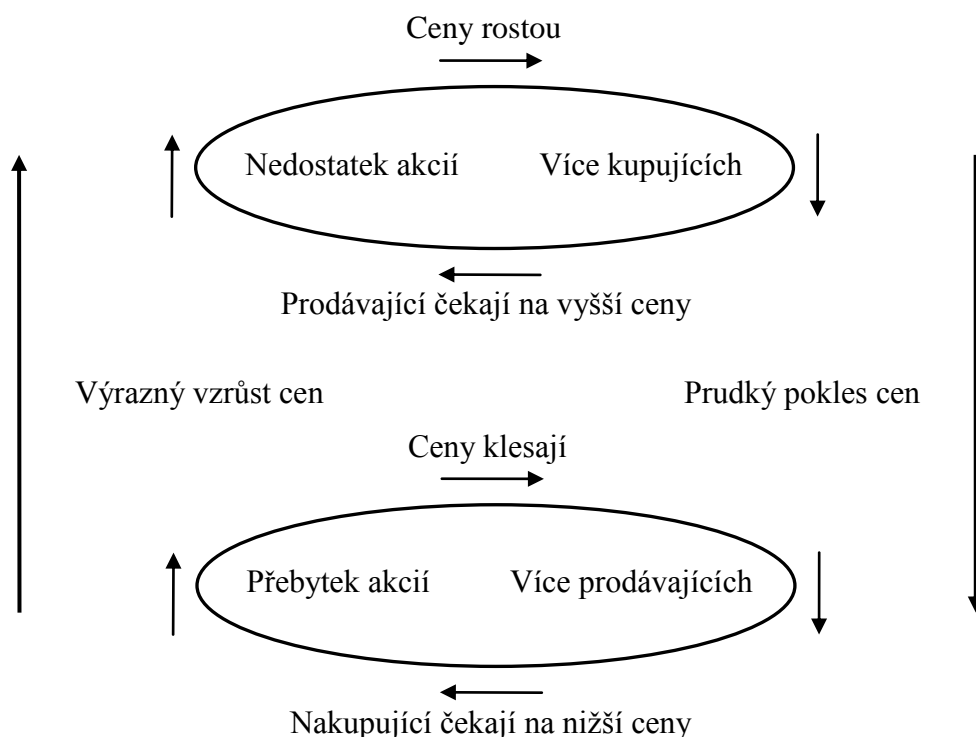 Ceny rostou
Nedostatek akcií
Více kupujících
Prodávající čekají na vyšší ceny
Výrazný vzrůst cen
Prudký pokles cen
Ceny klesají
Přebytek akcií
Více prodávajících
Nakupující čekají na nižší ceny